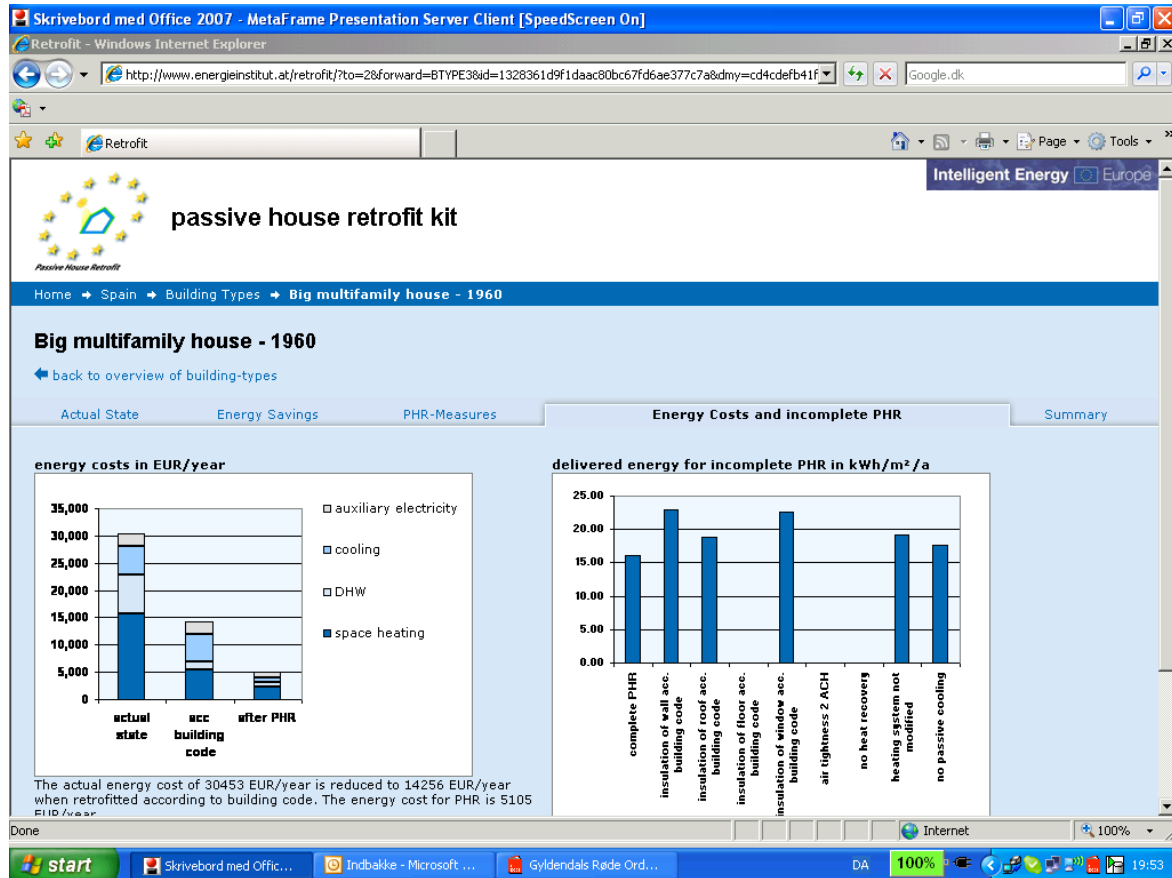 Skrivebord med Office 2007 - MetaFrame Presentation Server Client [SpeedScreen On]
Retrofit - Windows Internet Explorer
http://www.energieinstitut.at/retrofit/?to=2&forward=BTYPE3&id=1328361d9f1daac80bc67fd6ae377c7a&dmy=cd4cdefb41f
Google.dk
Retrofit
Page
Tools
Intelligent Energy Europe
passive house retrofit kit
Passive House Retrofit
Home → Spain → Building Types → Big multifamily house - 1960
Big multifamily house - 1960
back to overview of building-types
Actual State Energy Savings PHR-Measures Energy Costs and incomplete PHR Summary
energy costs in EUR/year
35,000
30,000
25,000
20,000
15,000
10,000
5,000
0
actual state
acc building code
after PHR
auxiliary electricity
cooling
DHW
space heating
The actual energy cost of 30453 EUR/year is reduced to 14256 EUR/year
when retrofitted according to building code. The energy cost for PHR is 5105
EUR/year
delivered energy for incomplete PHR in kWh/m²/a
25.00
20.00
15.00
10.00
5.00
0.00
complete PHR
insulation of wall acc.
building code
insulation of roof acc.
building code
insulation of floor acc.
building code
insulation of window acc.
building code
air tightness 2 ACH
no heat recovery
heating system not
modified
no passive cooling
Done
Internet
100%
start
Skrivebord med Offic...
Indbakke - Microsoft ...
Gyldendals Røde Ord...
DA
100%
19:53